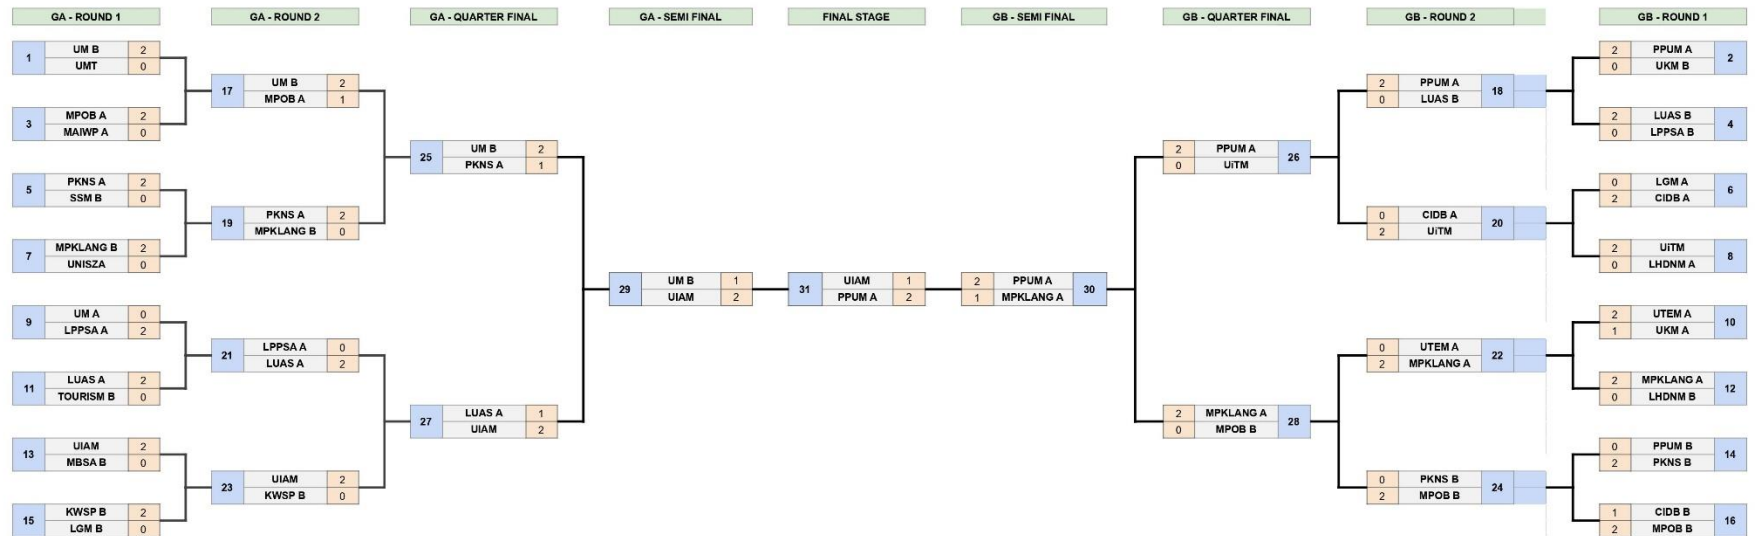 GA - ROUND 1
GA - ROUND 2
GA - QUARTER FINAL
GA - SEMI FINAL
FINAL STAGE
GB - SEMI FINAL
GB - QUARTER FINAL
GB - ROUND 2
GB - ROUND 1
1
UM B 2
UMT 0
3
MPOB A 2
MAIWP A 0
5
PKNS A 2
SSM B 0
7
MPKLANG B 2
UNISZA 0
9
UM A 0
LPPSA A 2
11
LUAS A 2
TOURISM B 0
13
UIAM 2
MBSA B 0
15
KWSP B 2
LGM B 0
17
UM B 2
MPOB A 1
19
PKNS A 2
MPKLANG B 0
21
LPPSA A 0
LUAS A 2
23
UIAM 2
KWSP B 0
25
UM B 2
PKNS A 1
27
LUAS A 1
UIAM 2
29
UM B 1
UIAM 2
31
UIAM 1
PPUM A 2
2 PPUM A
1 MPKLANG A
30
2 PPUM A
0 UiTM
26
2 MPKLANG A
0 MPOB B
28
2 PPUM A
0 LUAS B
18
0 CIDB A
2 UiTM
20
0 UTEM A
2 MPKLANG A
22
0 PKNS B
2 MPOB B
24
2 PPUM A
0 UKM B
2
2 LUAS B
0 LPPSA B
4
0 LGM A
2 CIDB A
6
2 UiTM
0 LHDNM A
8
2 UTEM A
1 UKM A
10
2 MPKLANG A
0 LHDNM B
12
0 PPUM B
2 PKNS B
14
1 CIDB B
2 MPOB B
16